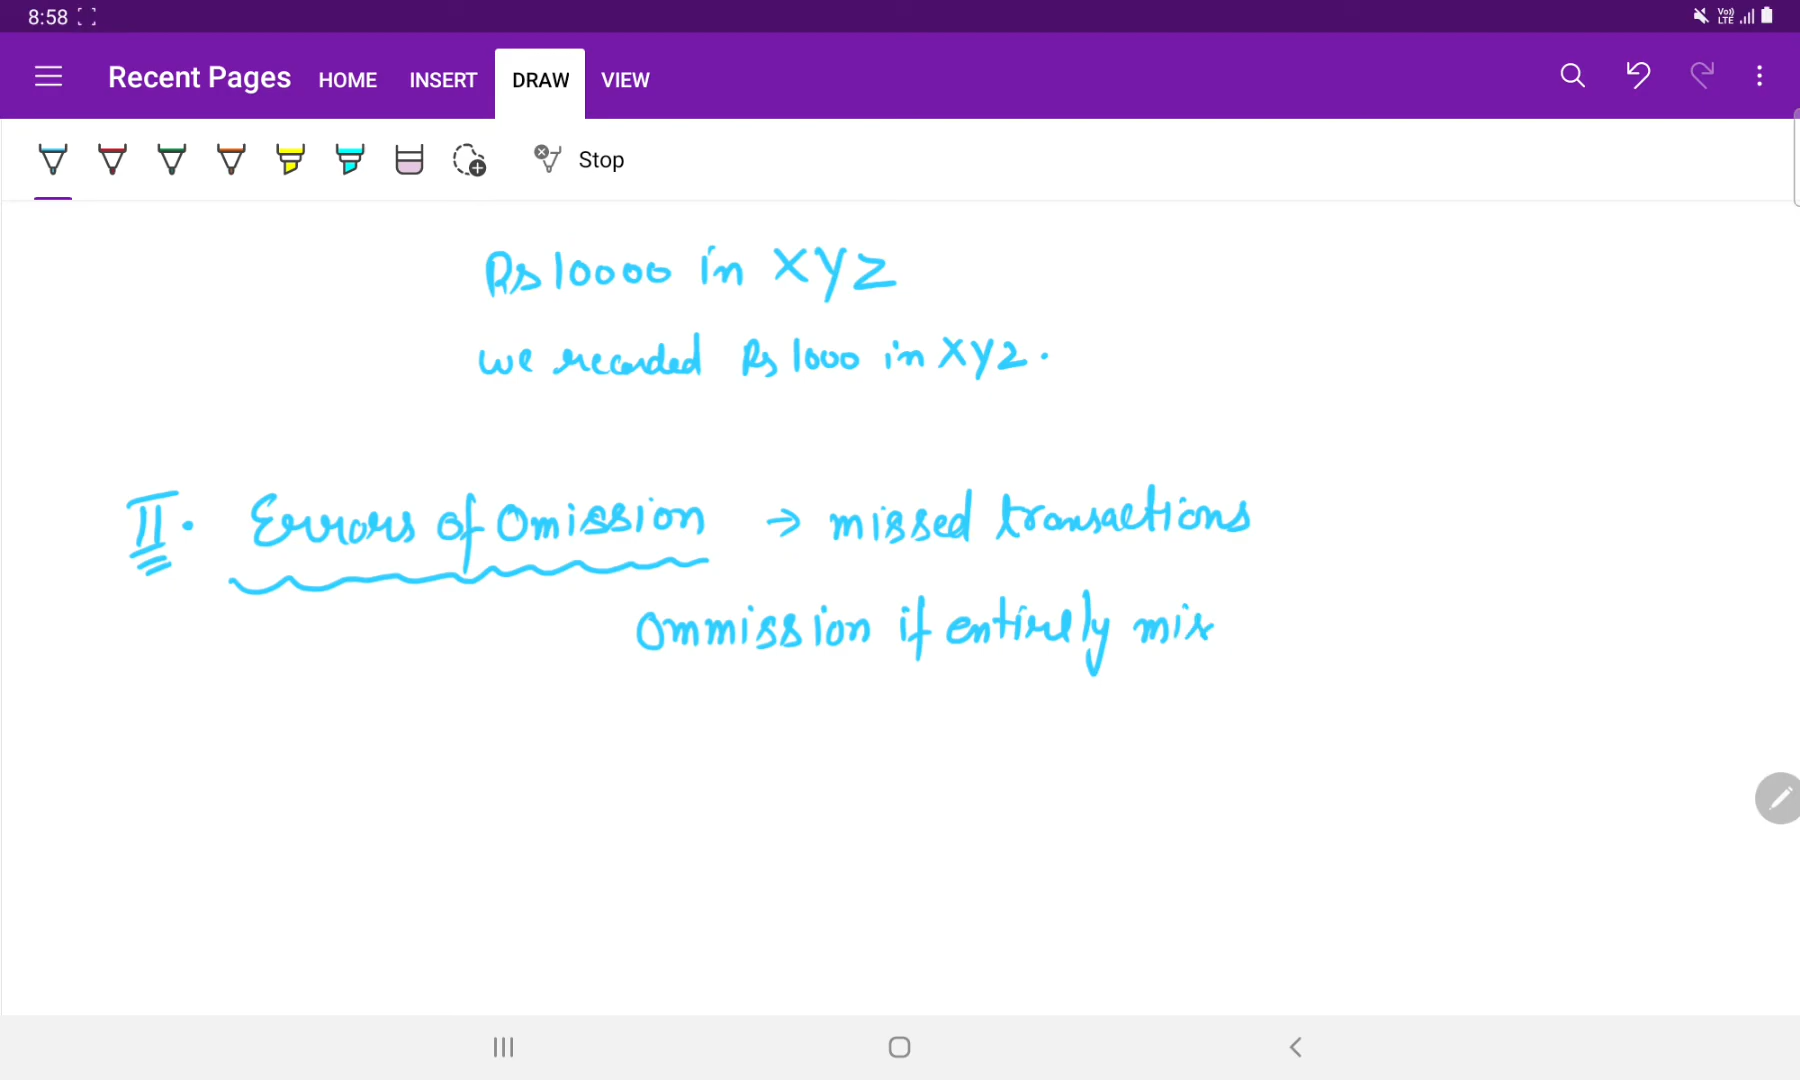 8:58
Recent Pages HOME INSERT DRAW VIEW
Stop
Rs 10000 in XYZ
we recorded Rs 1000 in XYZ.
II. Errors of Omission → missed transactions
Ommission if entirely mis